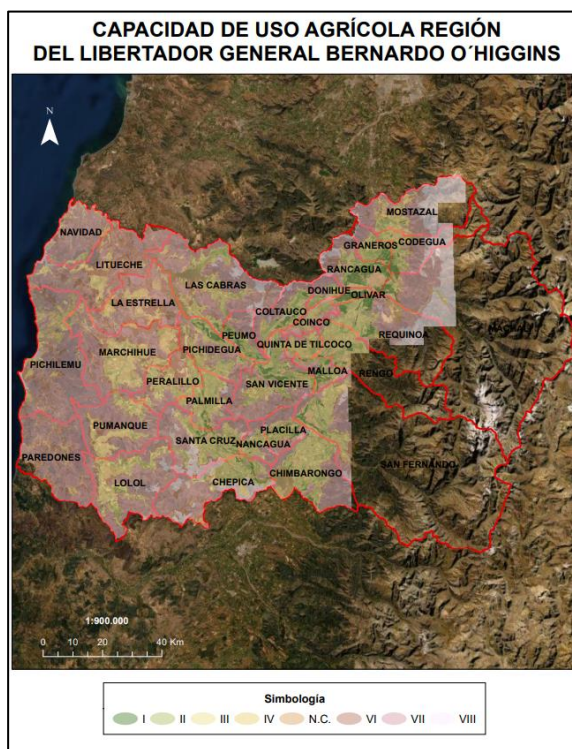 CAPACIDAD DE USO AGRÍCOLA REGIÓN
DEL LIBERTADOR GENERAL BERNARDO O´HIGGINS
N
MOSTAZAL
NAVIDAD
GRANEROS
CODEGUA
LITUECHE
RANCAGUA
LAS CABRAS
DONIHUE
OLIVAR
LA ESTRELLA
COLTAUCO
COINCO
PEUMO
REQUINOA
QUINTA DE TILCOCO
MARCHIHUE
PICHIDEGUA
PICHILEMU
MALLOA
RENGO
PERALILLO
SAN VICENTE
PALMILLA
PUMANQUE
PLACILLA
SANTA CRUZ
NANCAGUA
PAREDONES
SAN FERNANDO
CHIMBARONGO
LOLOL
CHEPICA
1:900.000
0 10 20 40 Km
Simbología
I II III IV N.C. VI VII VIII